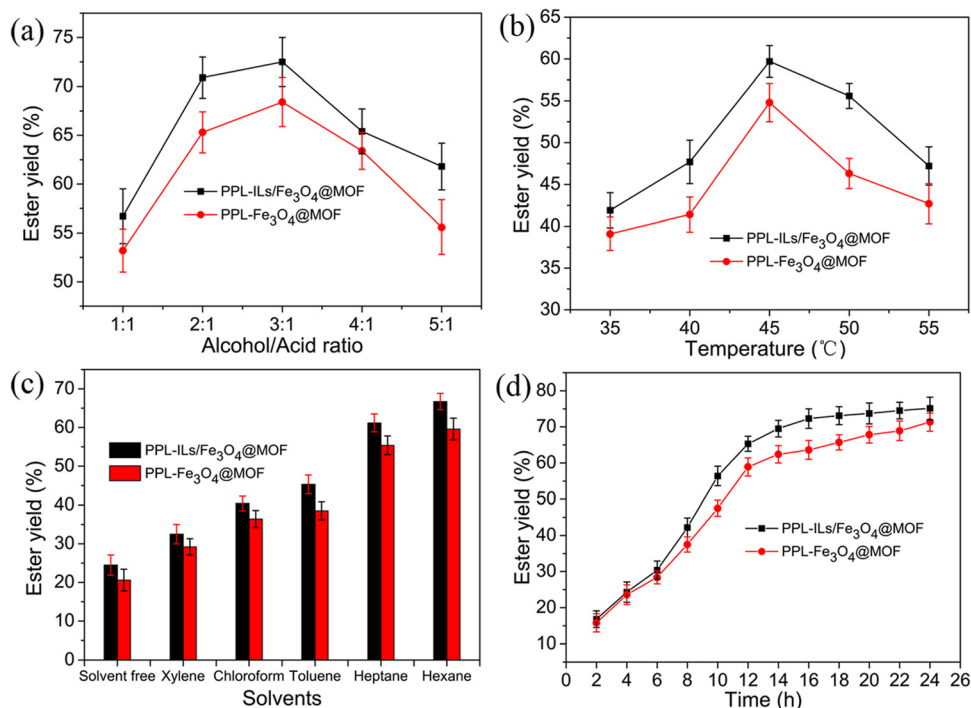 (a)
75
70
65
60
55
50
Ester yield (%)
PPL-ILs/Fe₃O₄@MOF
PPL-Fe₃O₄@MOF
1:1 2:1 3:1 4:1 5:1
Alcohol/Acid ratio
(b)
65
60
55
50
45
40
35
30
Ester yield (%)
PPL-ILs/Fe₃O₄@MOF
PPL-Fe₃O₄@MOF
35 40 45 50 55
Temperature (℃)
(c)
70
60
50
40
30
20
10
0
Ester yield (%)
PPL-ILs/Fe₃O₄@MOF
PPL-Fe₃O₄@MOF
Solvent free Xylene Chloroform Toluene Heptane Hexane
Solvents
(d)
80
70
60
50
40
30
20
10
Ester yield (%)
PPL-ILs/Fe₃O₄@MOF
PPL-Fe₃O₄@MOF
0 2 4 6 8 10 12 14 16 18 20 22 24 26
Time (h)